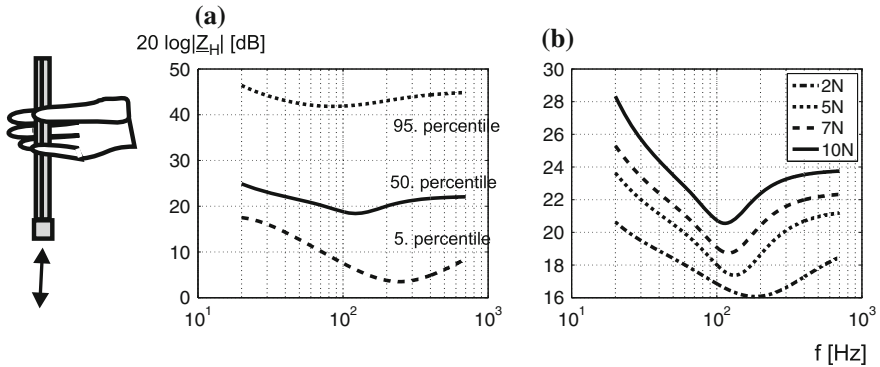 (a)
20 log|Z_H| [dB]
50
40
30
20
10
0
95. percentile
50. percentile
5. percentile
10^1
10^2
10^3
(b)
30
28
26
24
22
20
18
16
2N
5N
7N
10N
10^1
10^2
10^3
f [Hz]